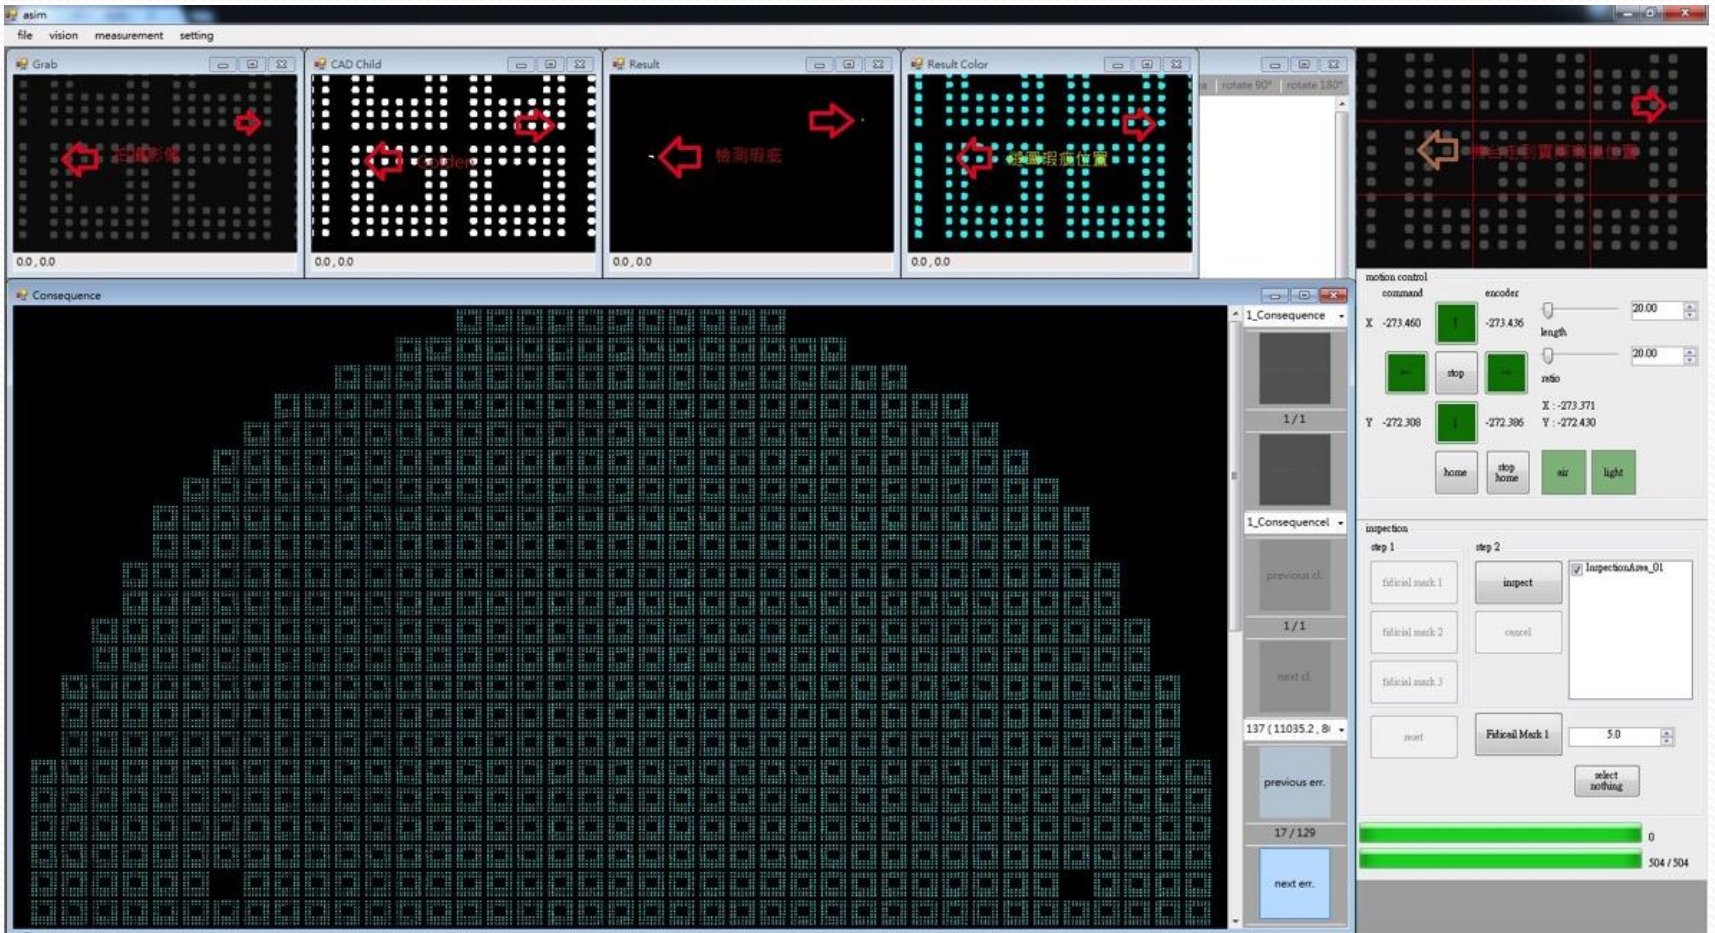 asim
file vision measurement setting
Grab
CAD Child
Result
Result Color
rotate 90° rotate 180°
Golden
檢測瑕疵
0.0 , 0.0
0.0 , 0.0
0.0 , 0.0
0.0 , 0.0
Consequence
1_Consequence
1 / 1
1_Consequencel
previous cl.
1 / 1
next cl.
137 ( 11035.2 , 8
previous err.
17 / 129
next err.
motion control
command encoder
X -273.460 ↑ -273.436
length
20.00
← stop →
ratio
20.00
X : -273.371
Y -272.308 ↓ -272.386 Y : -272.430
home stop home air light
inspection
step 1 step 2
fidicial mark 1 inspect InspectionArea_01
fidicial mark 2 cancel
fidicial mark 3
reset Fidicail Mark 1 5.0
select nothing
0
504 / 504